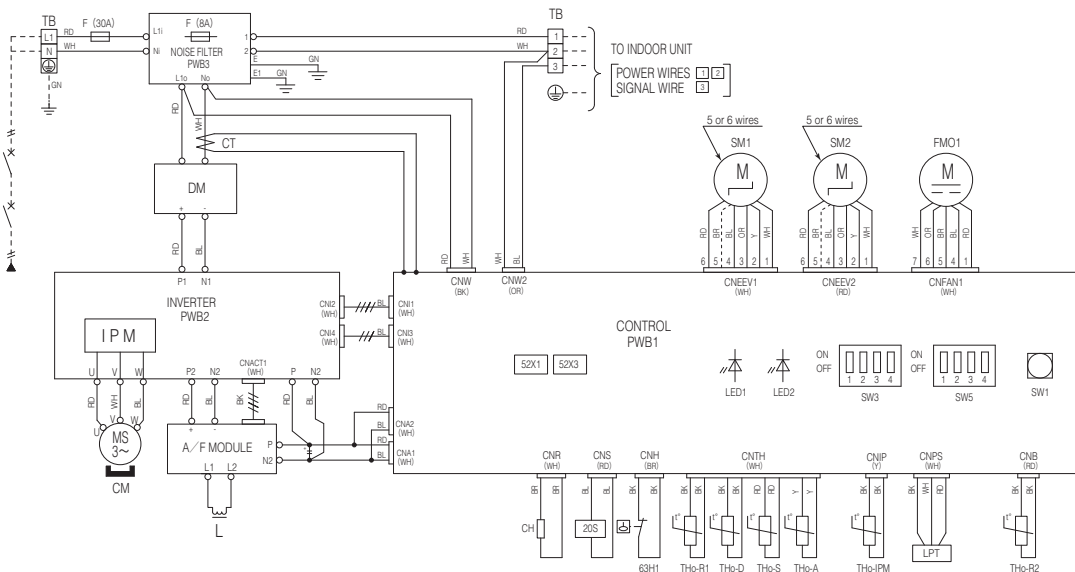 TB
L1
RD
F (30A)
N
WH
GN
L1i
Ni
F (8A)
NOISE FILTER
PWB3
1
2
E
E1
GN
GN
L1o
No
RD
WH
TB
1
2
3
TO INDOOR UNIT
POWER WIRES 1 2
SIGNAL WIRE 3
RD
WH
CT
DM
+
-
RD
BL
P1
N1
INVERTER
PWB2
IPM
U
V
W
P2
N2
CNACT1
(WH)
P
N2
CNI2
(WH)
CNI4
(WH)
BL
BL
CNI1
(WH)
CNI3
(WH)
RD
WH
BL
RD
BL
BK
RD
BL
U
V
W
MS
3~
CM
+
-
A/F MODULE
P
N2
L1
L2
L
+
RD
BL
RD
BL
CNA2
(WH)
CNA1
(WH)
RD
WH
CNW
(BK)
WH
BL
CNW2
(OR)
5 or 6 wires
SM1
M
RD
BR
BL
OR
Y
WH
6 5 4 3 2 1
CNEEV1
(WH)
5 or 6 wires
SM2
M
RD
BR
BL
OR
Y
WH
6 5 4 3 2 1
CNEEV2
(RD)
FMO1
M
WH
OR
BR
BL
RD
7 6 5 4 1
CNFAN1
(WH)
CONTROL
PWB1
52X1
52X3
LED1
LED2
ON
OFF
1 2 3 4
SW3
ON
OFF
1 2 3 4
SW5
SW1
CNR
(WH)
BR
BR
CH
CNS
(RD)
BL
BL
20S
CNH
(BR)
BK
BK
63H1
CNTH
(WH)
BK
BK
BK
BK
RD
RD
Y
Y
t°
t°
t°
t°
THo-R1
THo-D
THo-S
THo-A
CNIP
(Y)
BK
BK
t°
THo-IPM
CNPS
(WH)
BK
WH
RD
LPT
CNB
(RD)
BK
BK
t°
THo-R2